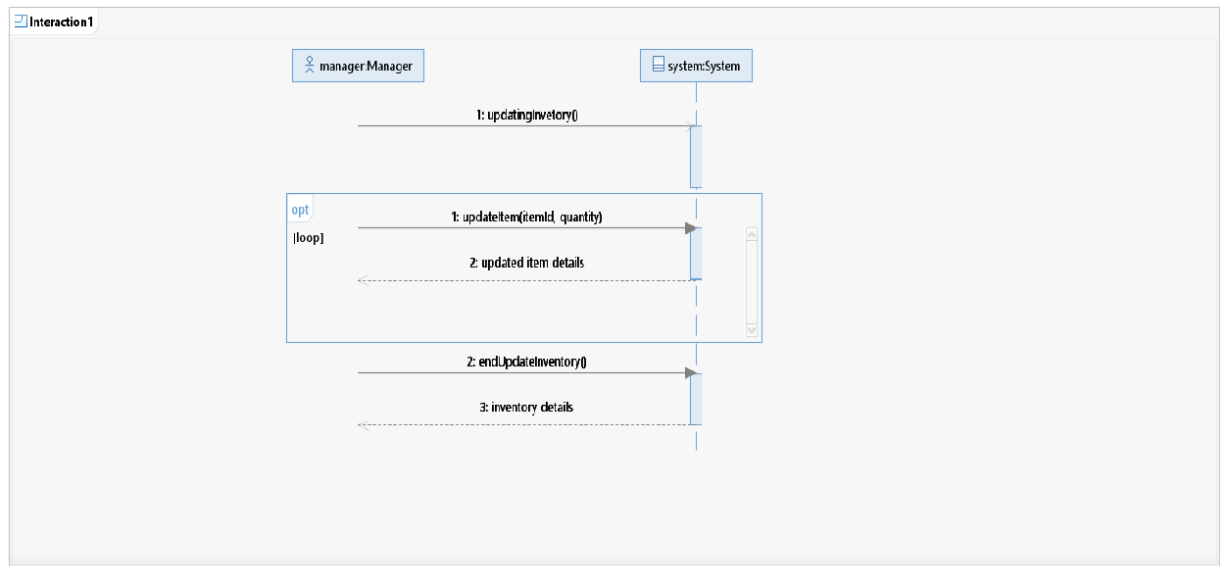 Interaction1
manager:Manager
system:System
1: updatingInvetory()
opt
1: updateItem(itemId, quantity)
[loop]
2: updated item details
2: endUpdateInventory()
3: inventory details